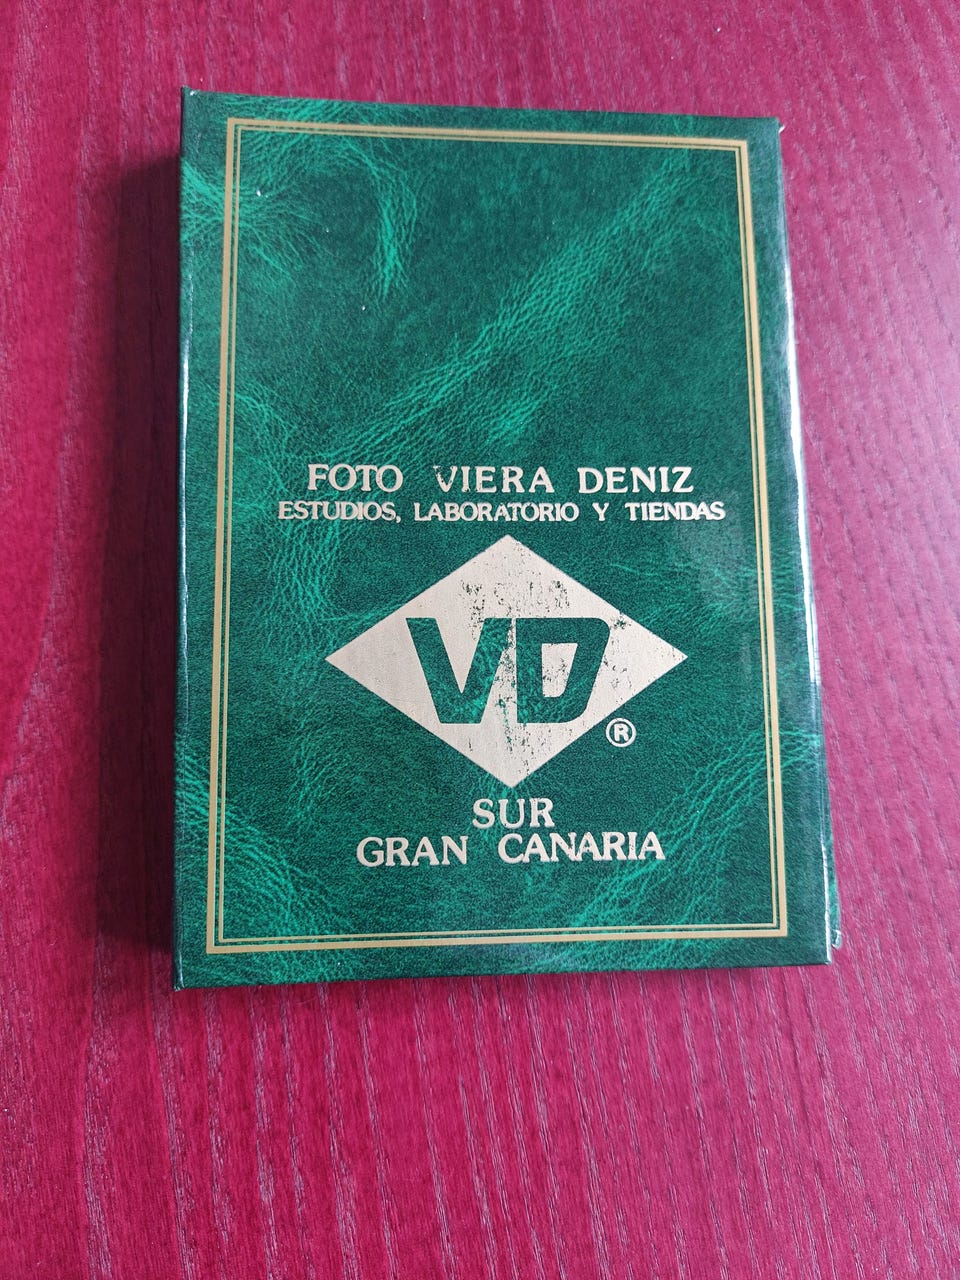 FOTO VIERA DENIZ
ESTUDIOS, LABORATORIO Y TIENDAS
VD
®
SUR
GRAN CANARIA